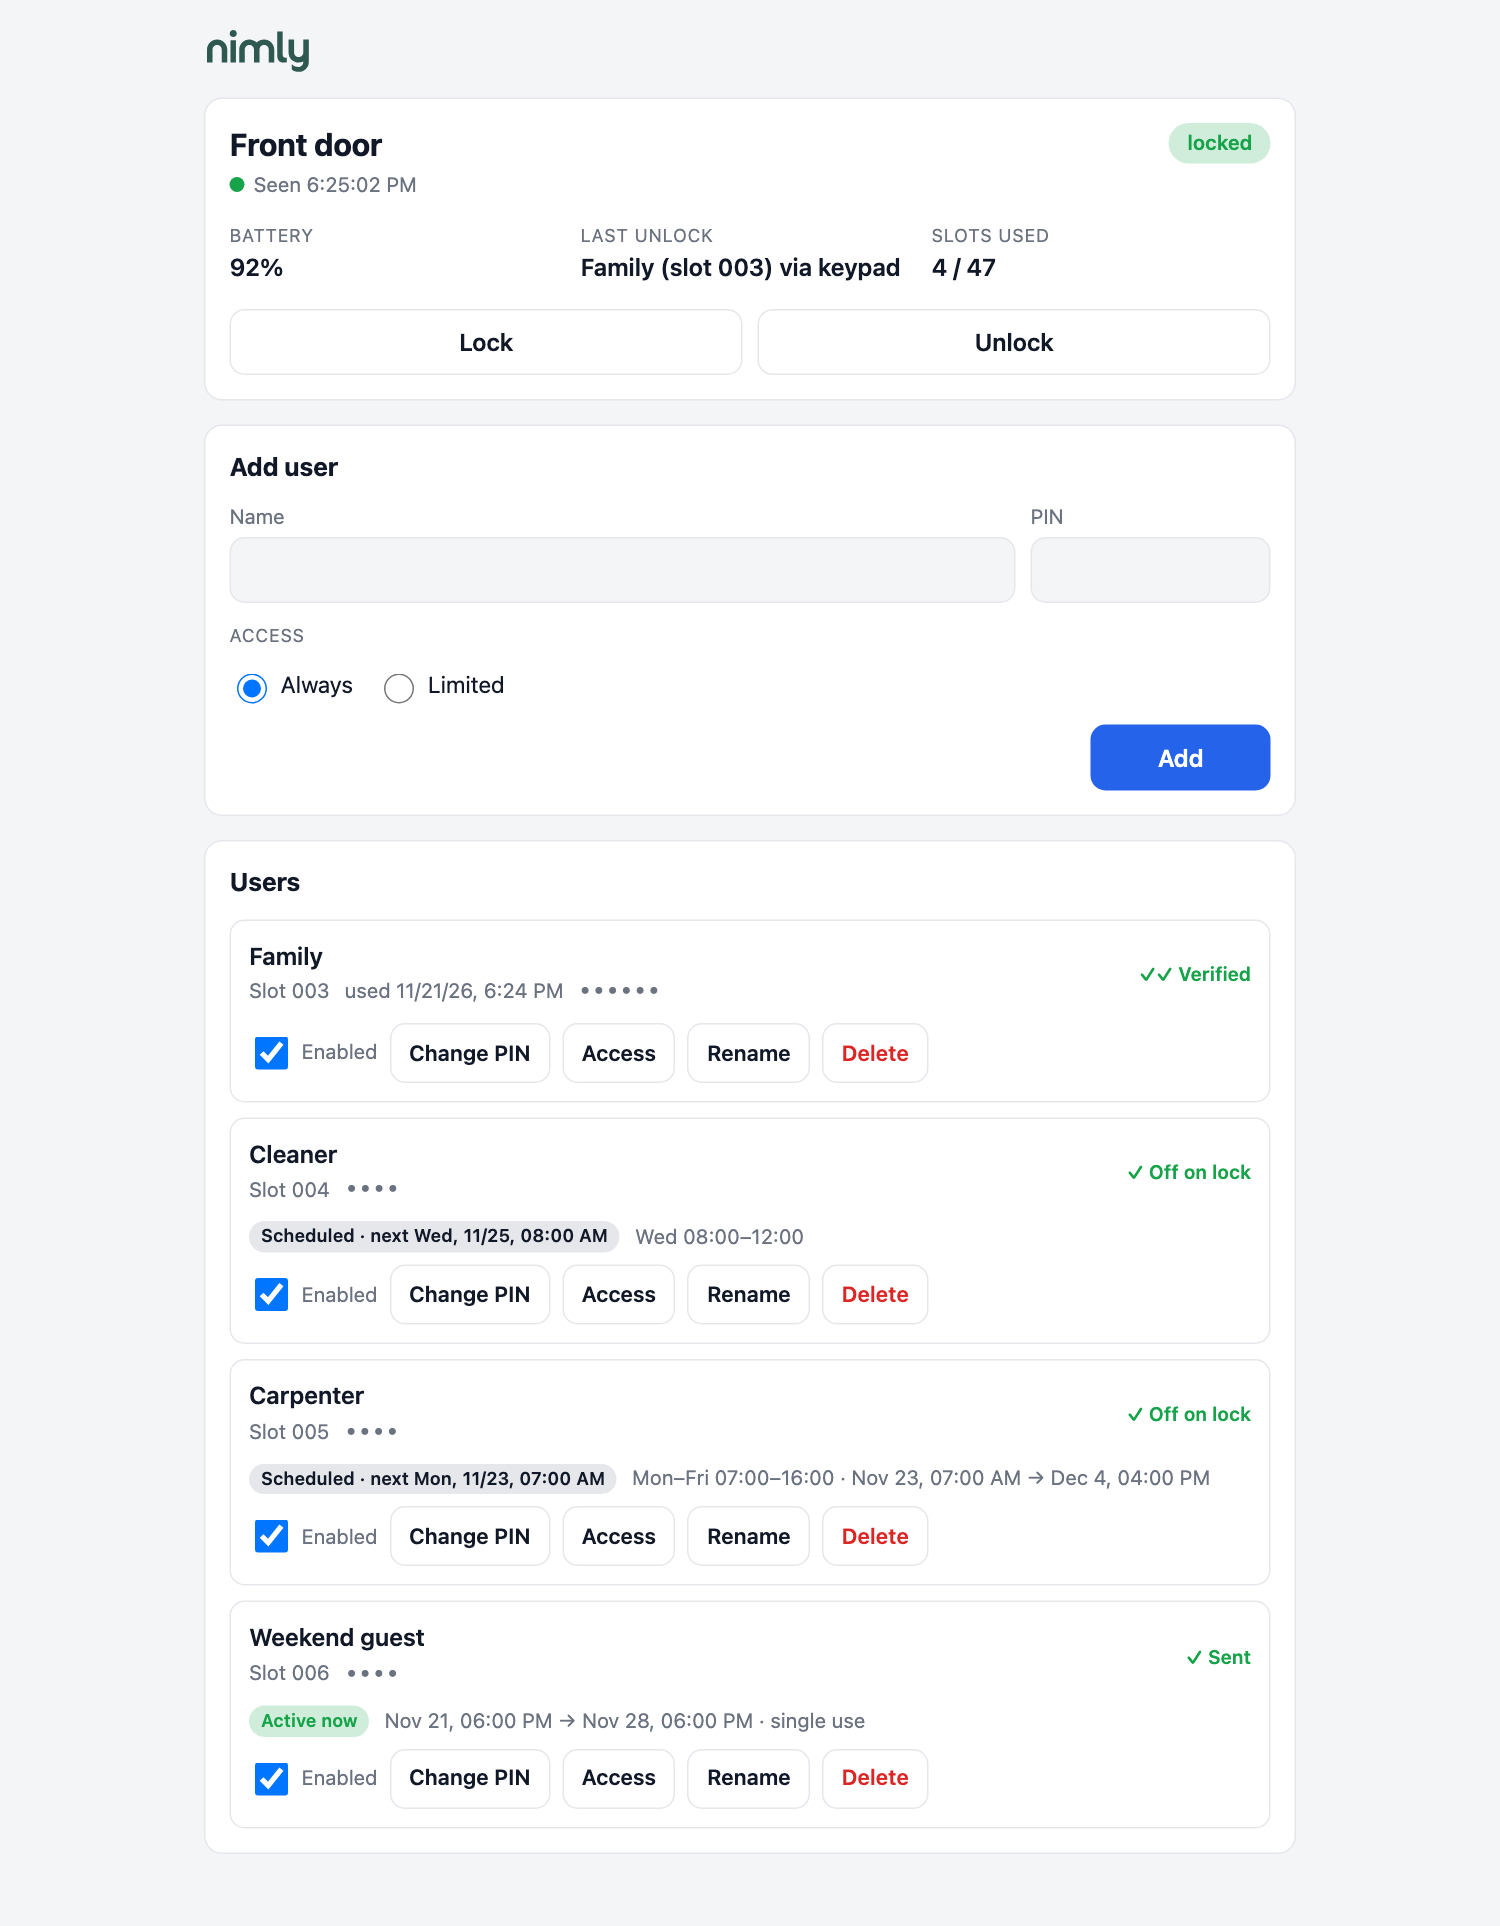 nimly
Front door
locked
Seen 6:25:02 PM
BATTERY
92%
LAST UNLOCK
Family (slot 003) via keypad
SLOTS USED
4 / 47
Lock
Unlock
Add user
Name
PIN
ACCESS
Always
Limited
Add
Users
Family
Slot 003 used 11/21/26, 6:24 PM ••••••
✓✓ Verified
Enabled
Change PIN
Access
Rename
Delete
Cleaner
Slot 004 ••••
✓ Off on lock
Scheduled · next Wed, 11/25, 08:00 AM
Wed 08:00–12:00
Enabled
Change PIN
Access
Rename
Delete
Carpenter
Slot 005 ••••
✓ Off on lock
Scheduled · next Mon, 11/23, 07:00 AM
Mon–Fri 07:00–16:00 · Nov 23, 07:00 AM → Dec 4, 04:00 PM
Enabled
Change PIN
Access
Rename
Delete
Weekend guest
Slot 006 ••••
✓ Sent
Active now
Nov 21, 06:00 PM → Nov 28, 06:00 PM · single use
Enabled
Change PIN
Access
Rename
Delete